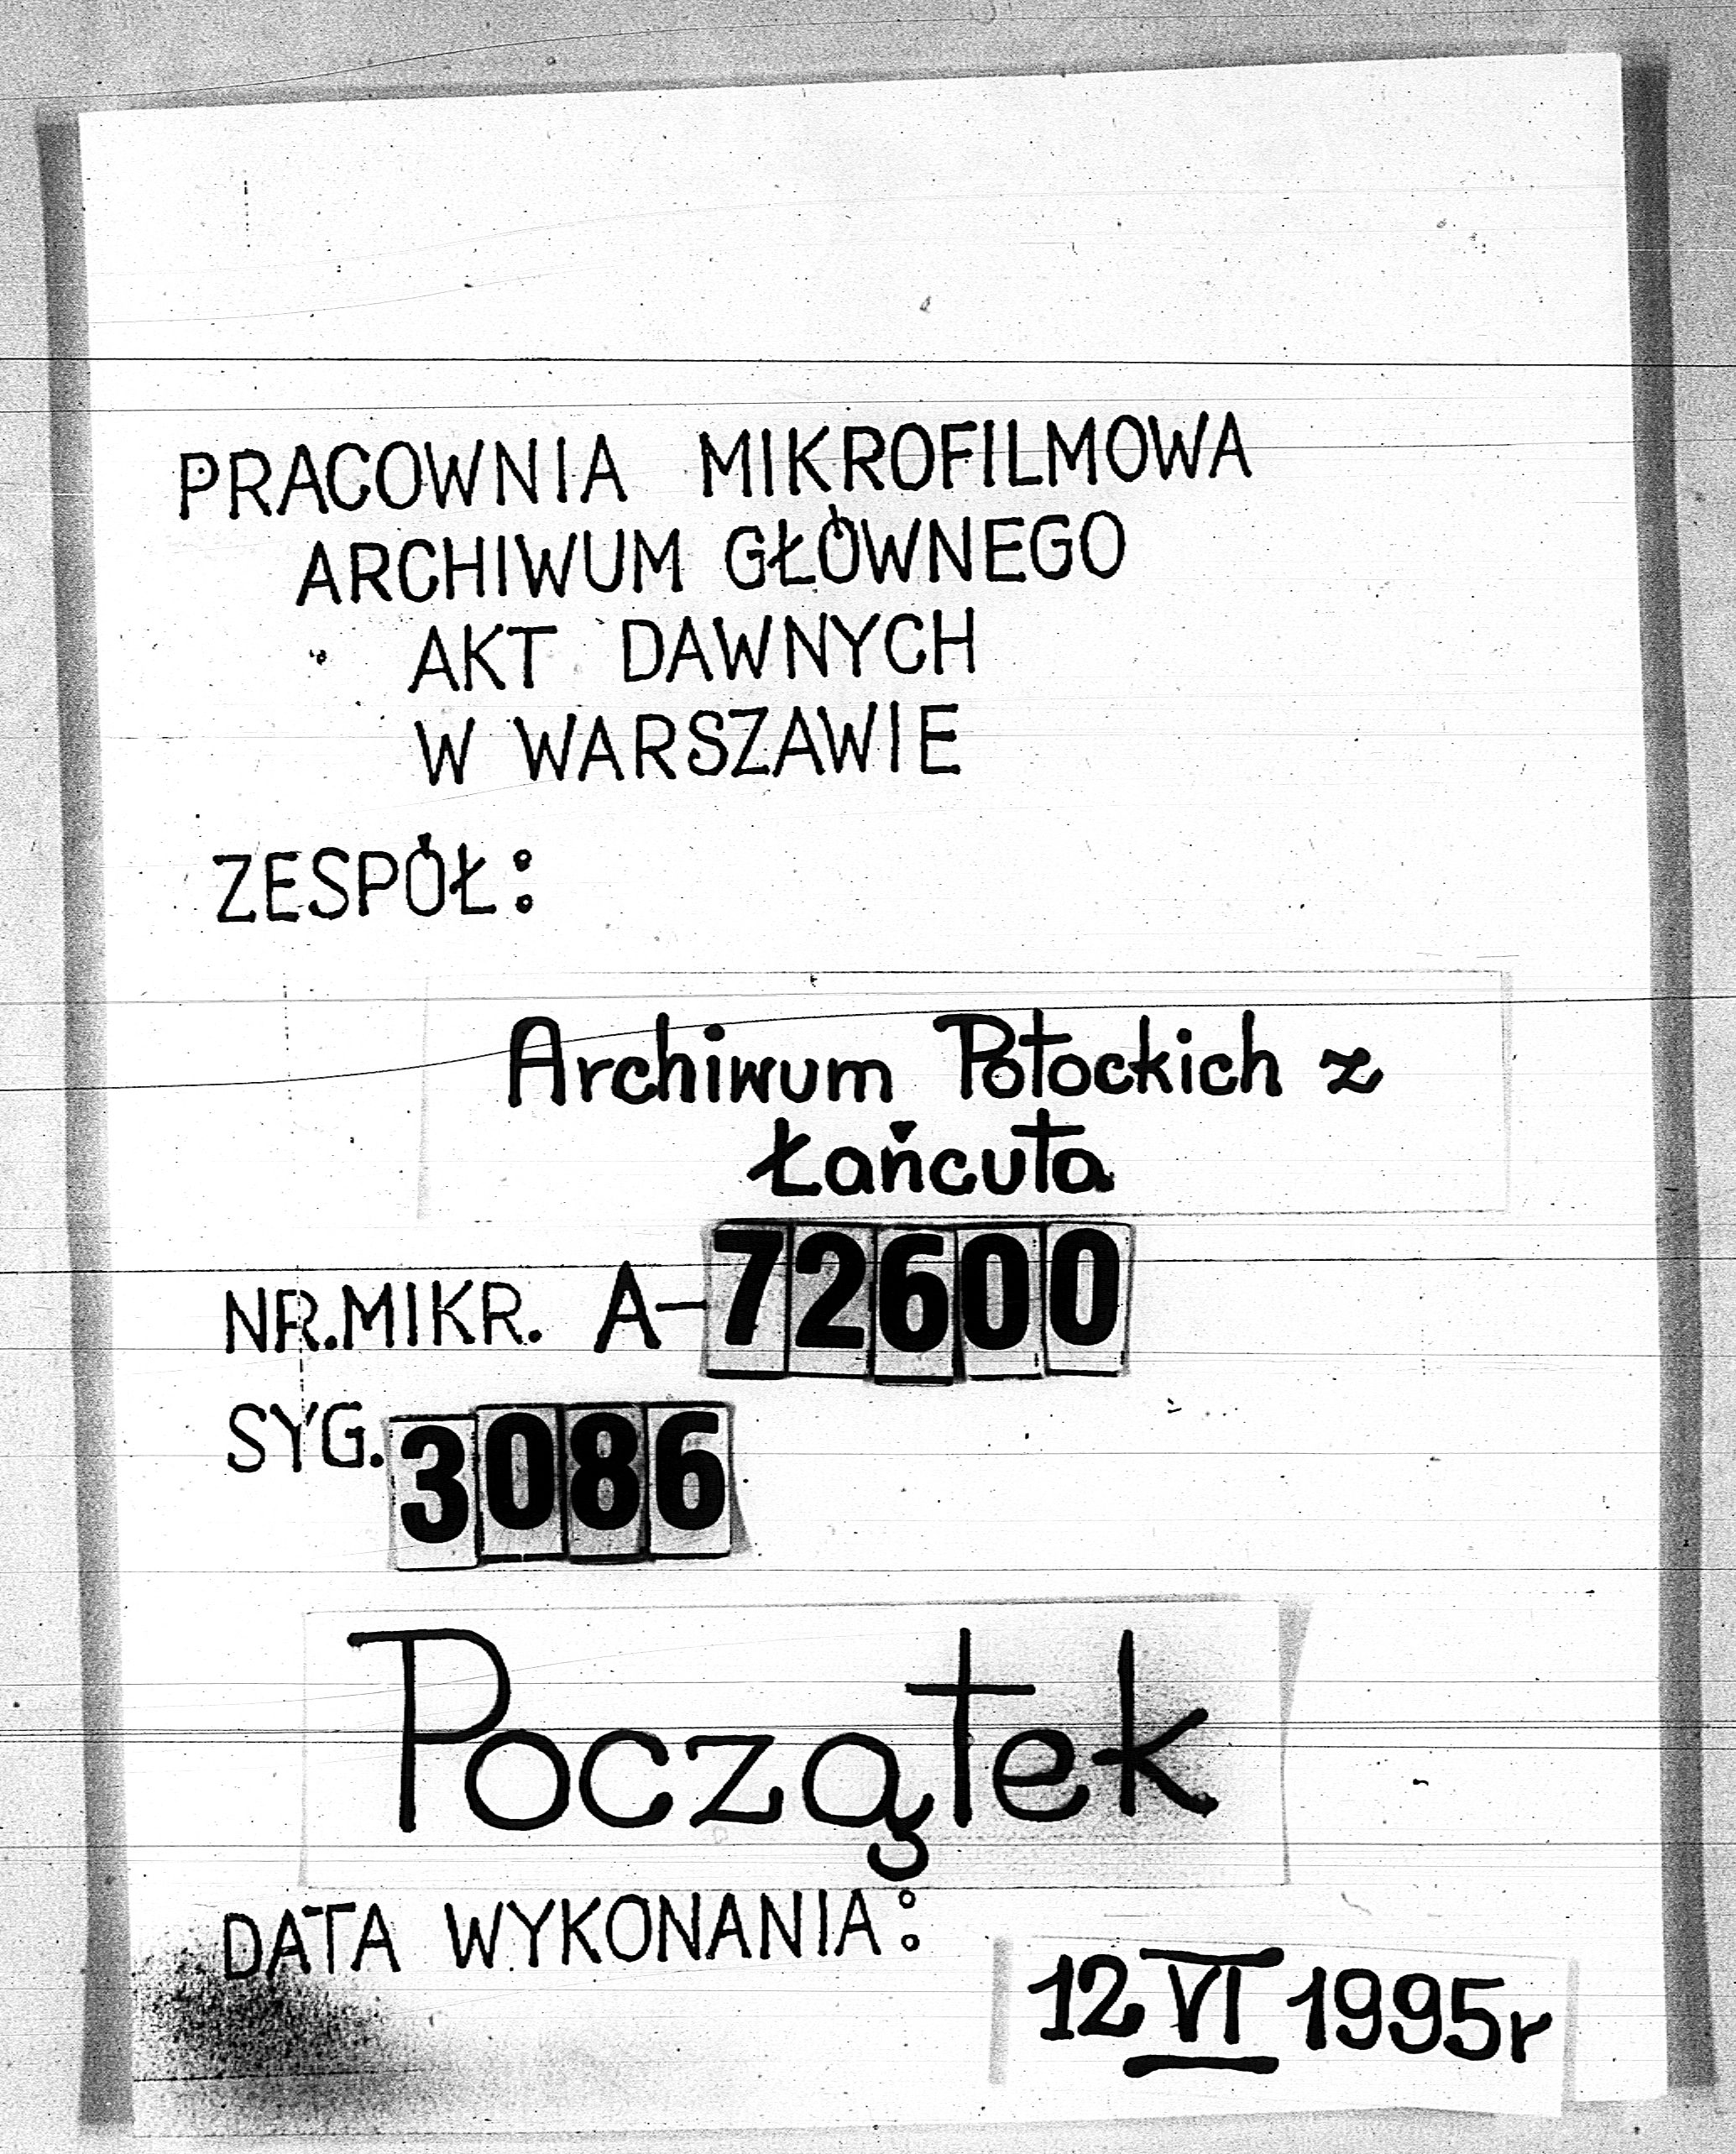 PRACOWNIA MIKROFILMOWA
ARCHIWUM GŁÓWNEGO
AKT DAWNYCH
W WARSZAWIE
ZESPÓŁ:
Archiwum Potockich z
Łańcuta
NR.MIKR. A-72600
SYG. 3086
Początek
DATA WYKONANIA:
12 VI 1995r